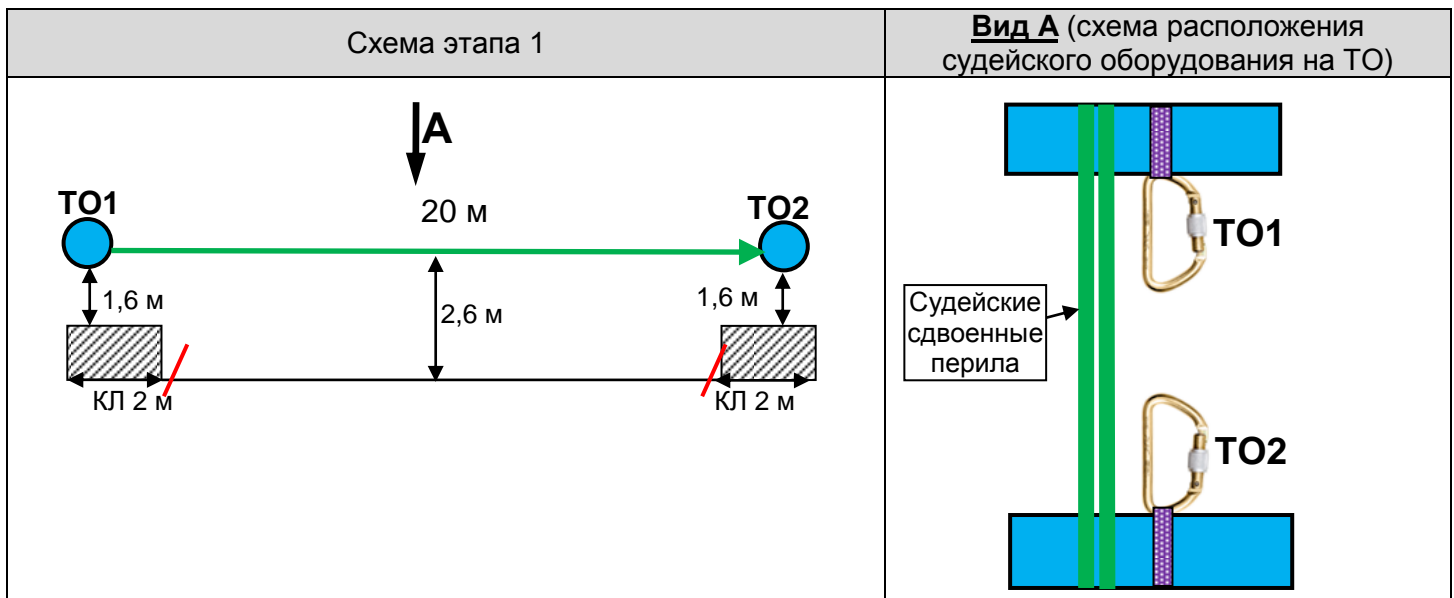 Схема этапа 1
Вид А (схема расположения
судейского оборудования на ТО)
А
ТО1
20 м
ТО2
1,6 м
2,6 м
1,6 м
КЛ 2 м
КЛ 2 м
ТО1
Судейские
сдвоенные
перила
ТО2